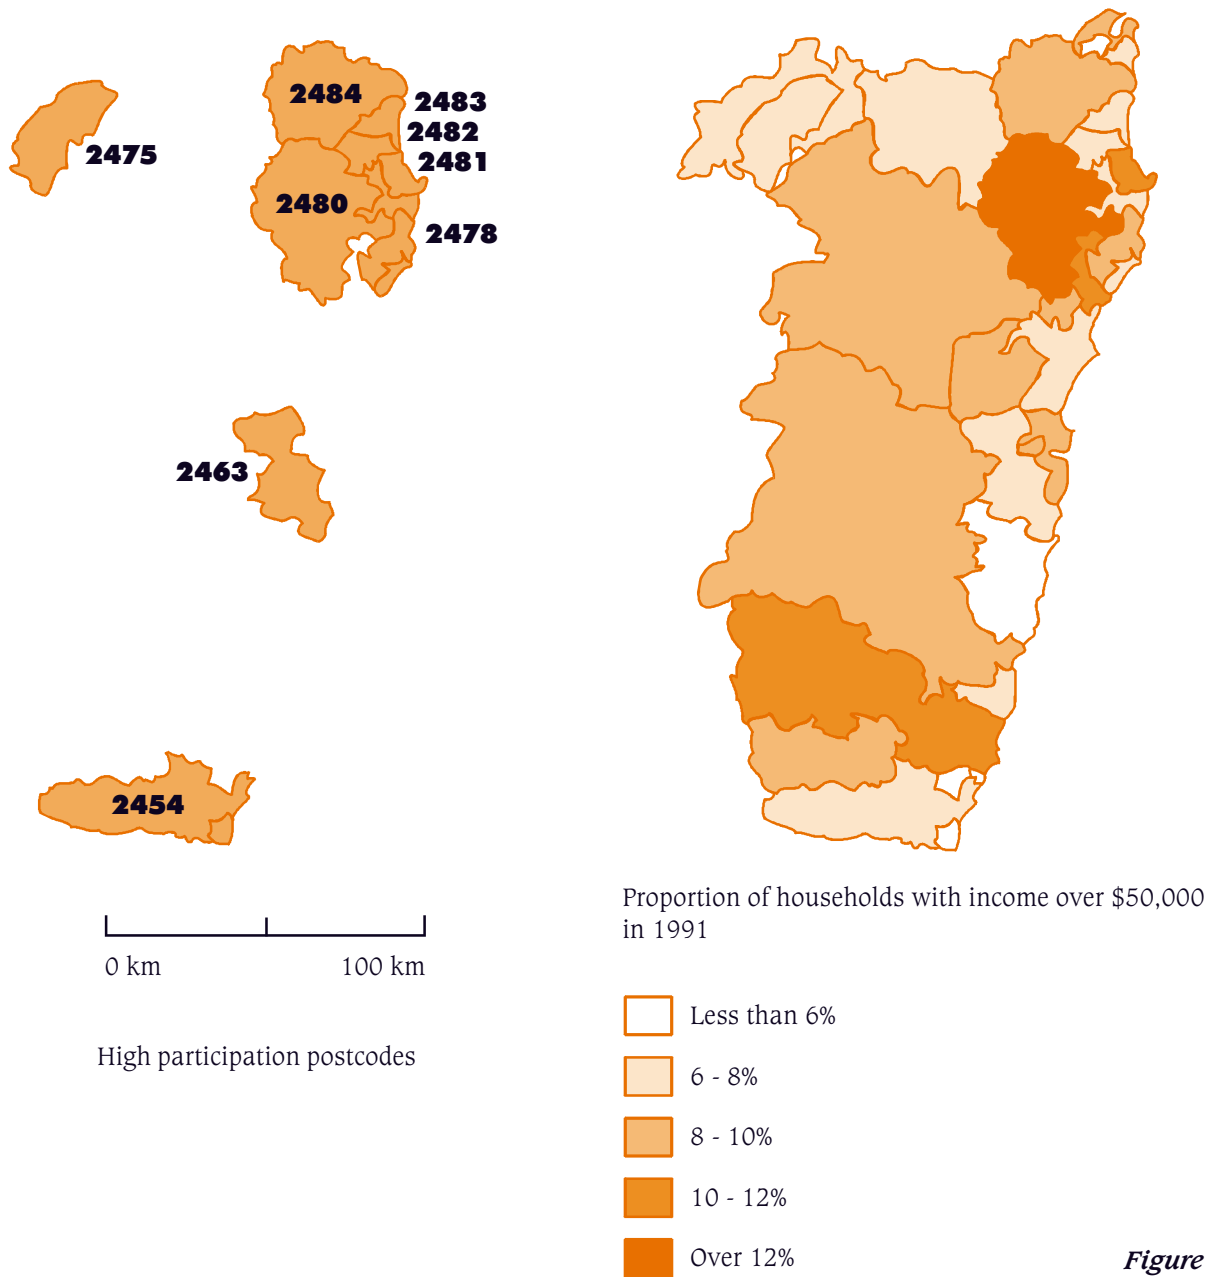 2484
2483
2482
2475
2481
2480
2478
2463
2454
0 km
100 km
High participation postcodes
Proportion of households with income over $50,000
in 1991
Less than 6%
6 - 8%
8 - 10%
10 - 12%
Over 12%
Figure